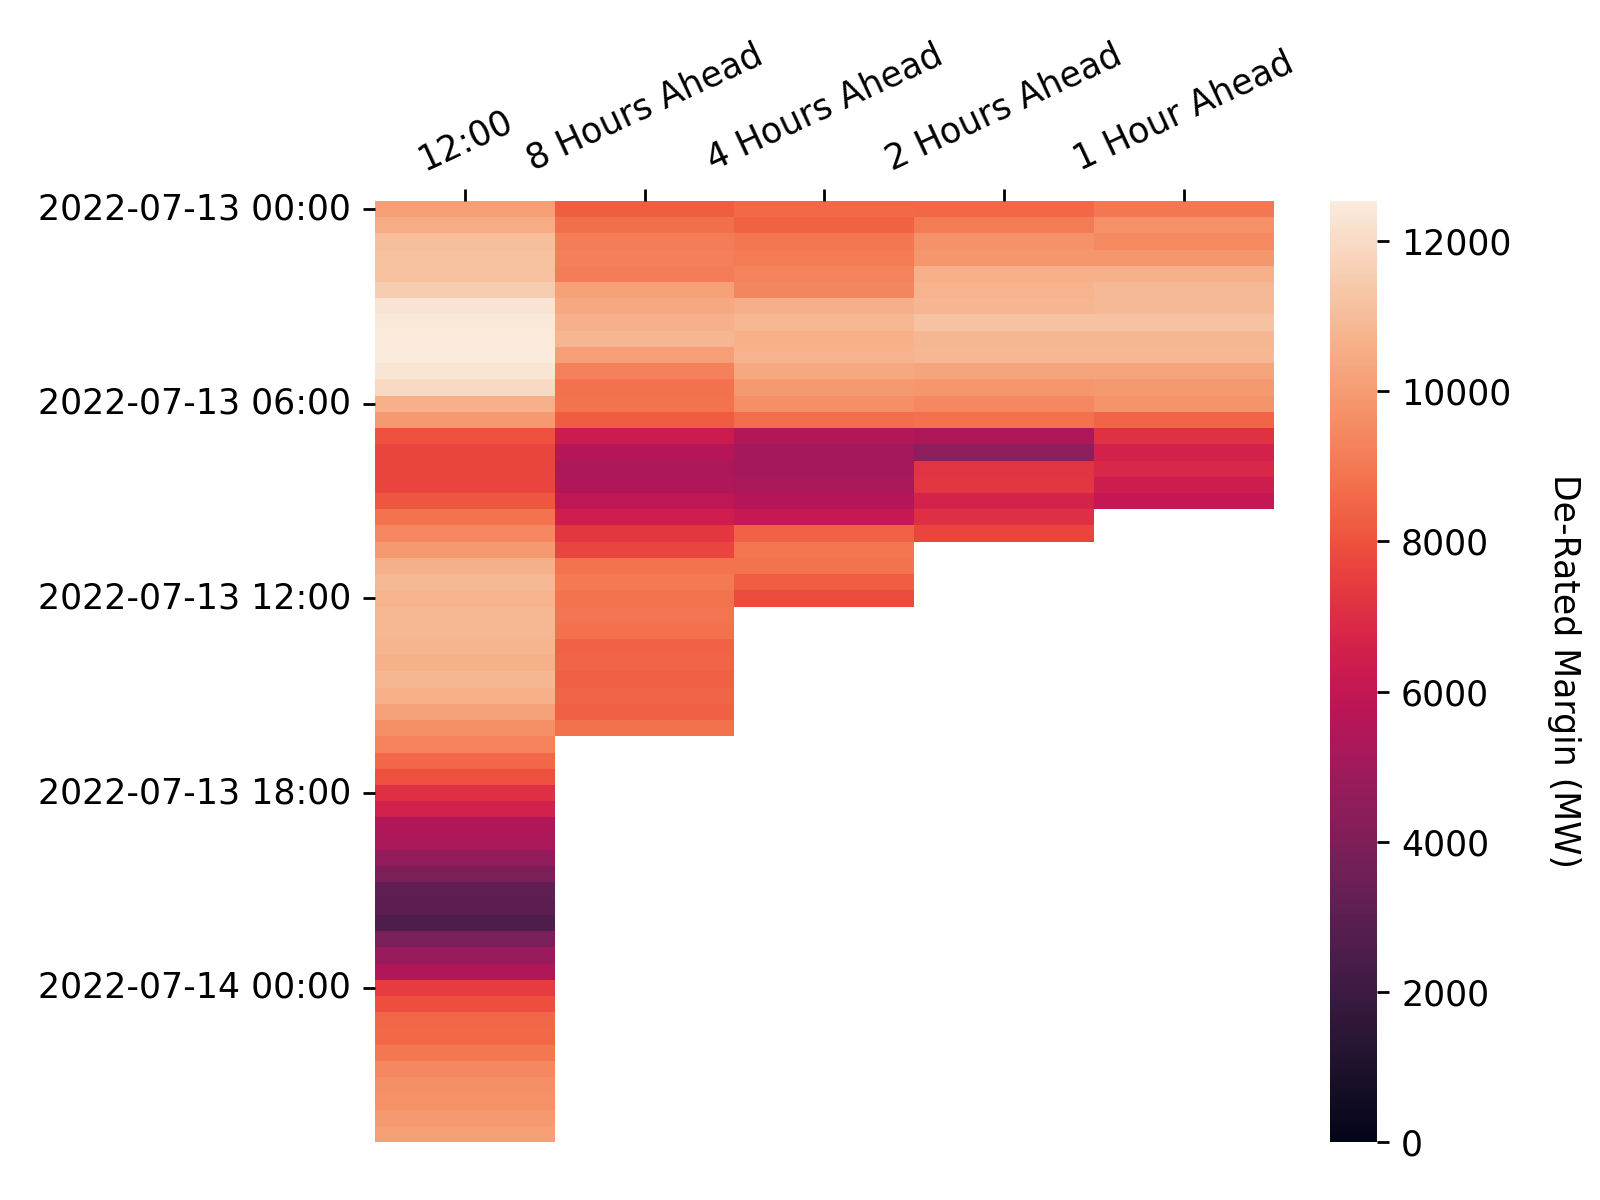 12:00
8 Hours Ahead
4 Hours Ahead
2 Hours Ahead
1 Hour Ahead
2022-07-13 00:00
2022-07-13 06:00
2022-07-13 12:00
2022-07-13 18:00
2022-07-14 00:00
12000
10000
8000
6000
4000
2000
0
De-Rated Margin (MW)